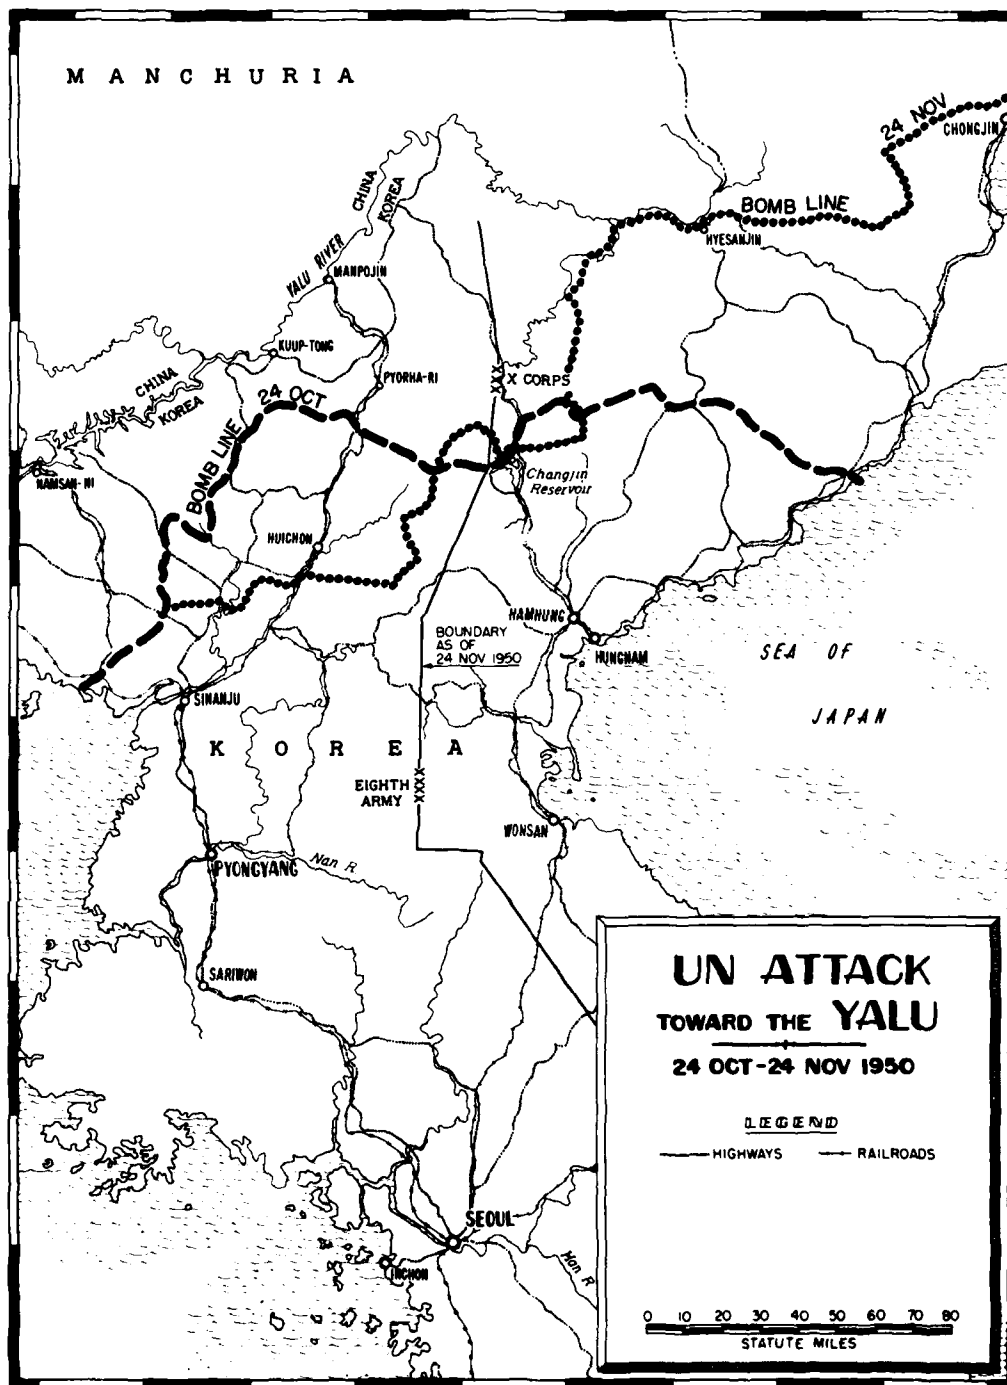 MANCHURIA
24 NOV
CHONGJIN
CHINA
KOREA
BOMB LINE
HYESANJIN
YALU RIVER
MANPOJIN
KUUP-TONG
CHINA
KOREA
PYORHA-RI
XXX
X CORPS
24 OCT
BOMB LINE
NAMSAN-NI
Changjin
Reservoir
HUICHON
HAMHUNG
HUNGNAM
BOUNDARY
AS OF
24 NOV 1950
SEA OF
JAPAN
SINANJU
KOREA
EIGHTH
ARMY
XXXX
WONSAN
Nan R
PYONGYANG
SARIWON
SEOUL
INCHON
Han R
UN ATTACK
TOWARD THE YALU
24 OCT-24 NOV 1950
LEGEND
HIGHWAYS
RAILROADS
0 10 20 30 40 50 60 70 80
STATUTE MILES